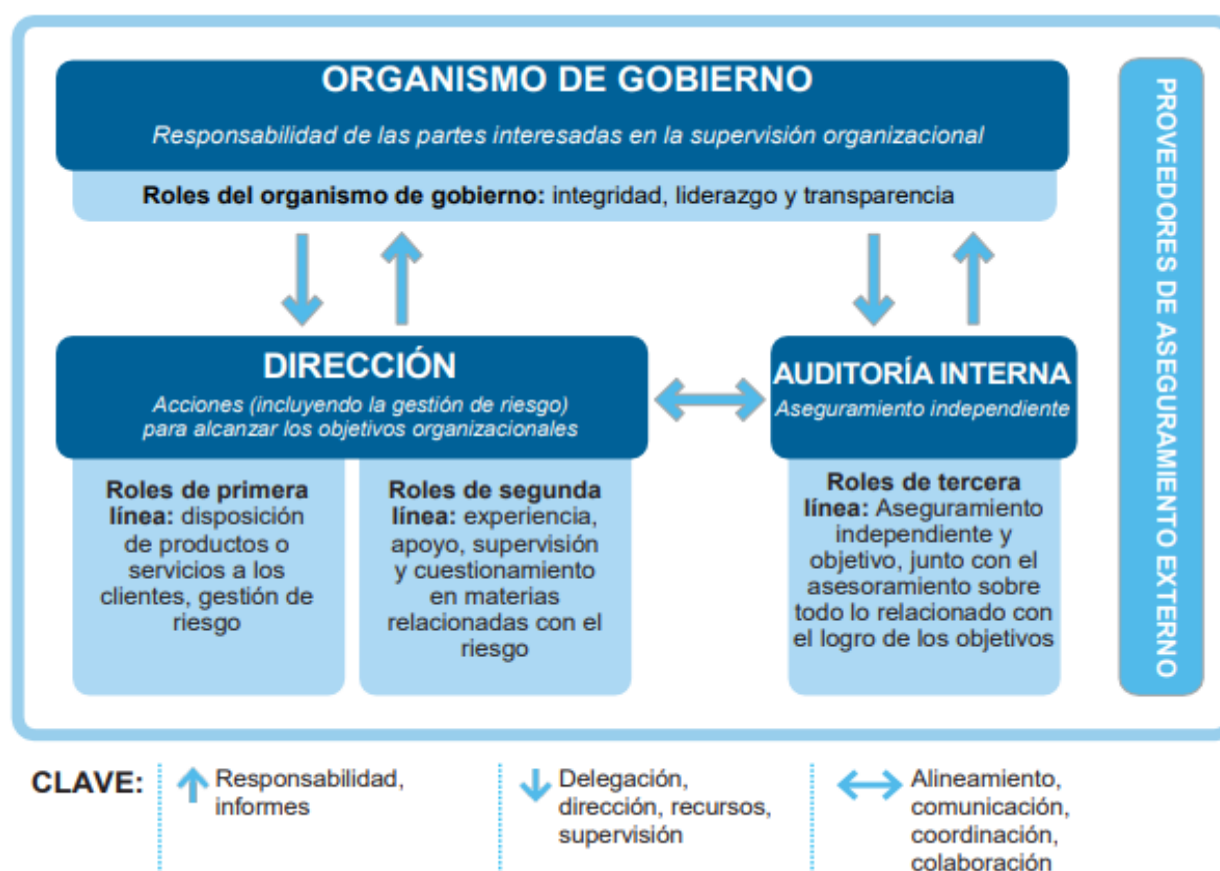 ORGANISMO DE GOBIERNO
Responsabilidad de las partes interesadas en la supervisión organizacional
Roles del organismo de gobierno: integridad, liderazgo y transparencia
DIRECCIÓN
Acciones (incluyendo la gestión de riesgo)
para alcanzar los objetivos organizacionales
Roles de primera
línea: disposición
de productos o
servicios a los
clientes, gestión de
riesgo
Roles de segunda
línea: experiencia,
apoyo, supervisión
y cuestionamiento
en materias
relacionadas con el
riesgo
AUDITORÍA INTERNA
Aseguramiento independiente
Roles de tercera
línea: Aseguramiento
independiente y
objetivo, junto con el
asesoramiento sobre
todo lo relacionado con
el logro de los objetivos
PROVEEDORES DE ASEGURAMIENTO EXTERNO
CLAVE:
Responsabilidad,
informes
Delegación,
dirección, recursos,
supervisión
Alineamiento,
comunicación,
coordinación,
colaboración